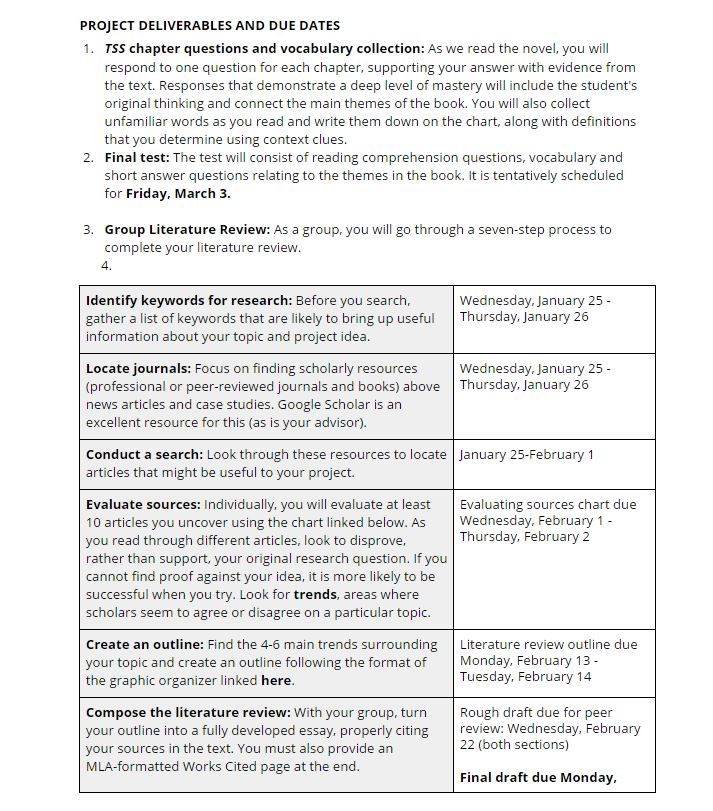 PROJECT DELIVERABLES AND DUE DATES
1. TSS chapter questions and vocabulary collection: As we read the novel, you will
respond to one question for each chapter, supporting your answer with evidence from
the text. Responses that demonstrate a deep level of mastery will include the student's
original thinking and connect the main themes of the book. You will also collect
unfamiliar words as you read and write them down on the chart, along with definitions
that you determine using context clues.
2. Final test: The test will consist of reading comprehension questions, vocabulary and
short answer questions relating to the themes in the book. It is tentatively scheduled
for Friday, March 3.
3. Group Literature Review: As a group, you will go through a seven-step process to
complete your literature review.
4.
Identify keywords for research: Before you search,
gather a list of keywords that are likely to bring up useful
information about your topic and project idea.
Wednesday, January 25 -
Thursday, January 26
Locate journals: Focus on finding scholarly resources
(professional or peer-reviewed journals and books) above
news articles and case studies. Google Scholar is an
excellent resource for this (as is your advisor).
Wednesday, January 25 -
Thursday, January 26
Conduct a search: Look through these resources to locate
articles that might be useful to your project.
January 25-February 1
Evaluate sources: Individually, you will evaluate at least
10 articles you uncover using the chart linked below. As
you read through different articles, look to disprove,
rather than support, your original research question. If you
cannot find proof against your idea, it is more likely to be
successful when you try. Look for trends, areas where
scholars seem to agree or disagree on a particular topic.
Evaluating sources chart due
Wednesday, February 1 -
Thursday, February 2
Create an outline: Find the 4-6 main trends surrounding
your topic and create an outline following the format of
the graphic organizer linked here.
Literature review outline due
Monday, February 13 -
Tuesday, February 14
Compose the literature review: With your group, turn
your outline into a fully developed essay, properly citing
your sources in the text. You must also provide an
MLA-formatted Works Cited page at the end.
Rough draft due for peer
review: Wednesday, February
22 (both sections)
Final draft due Monday,